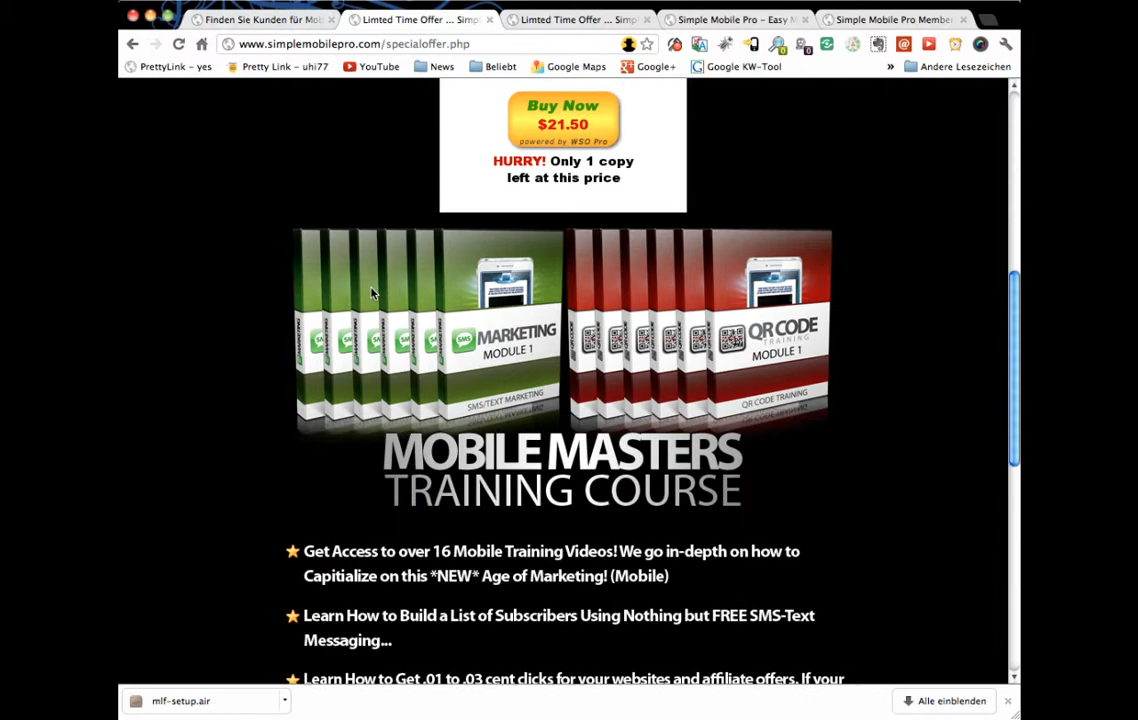 Finden Sie Kunden für Mob
Limted Time Offer ... Simp
Limted Time Offer ... Simp
Simple Mobile Pro – Easy M
Simple Mobile Pro Member
www.simplemobilepro.com/specialoffer.php
PrettyLink - yes
Pretty Link - uhi77
YouTube
News
Beliebt
Google Maps
Google+
Google KW-Tool
»
Andere Lesezeichen
Buy Now
$21.50
powered by WSO Pro
HURRY! Only 1 copy
left at this price
SMS MARKETING
MODULE 1
SMS/TEXT MARKETING
QR CODE
TRAINING
MODULE 1
QR CODE TRAINING
MOBILE MASTERS
TRAINING COURSE
Get Access to over 16 Mobile Training Videos! We go in-depth on how to
Capitialize on this *NEW* Age of Marketing! (Mobile)
Learn How to Build a List of Subscribers Using Nothing but FREE SMS-Text
Messaging...
Learn How to Get .01 to .03 cent clicks for your websites and affiliate offers. If your
mlf-setup.air
Alle einblenden